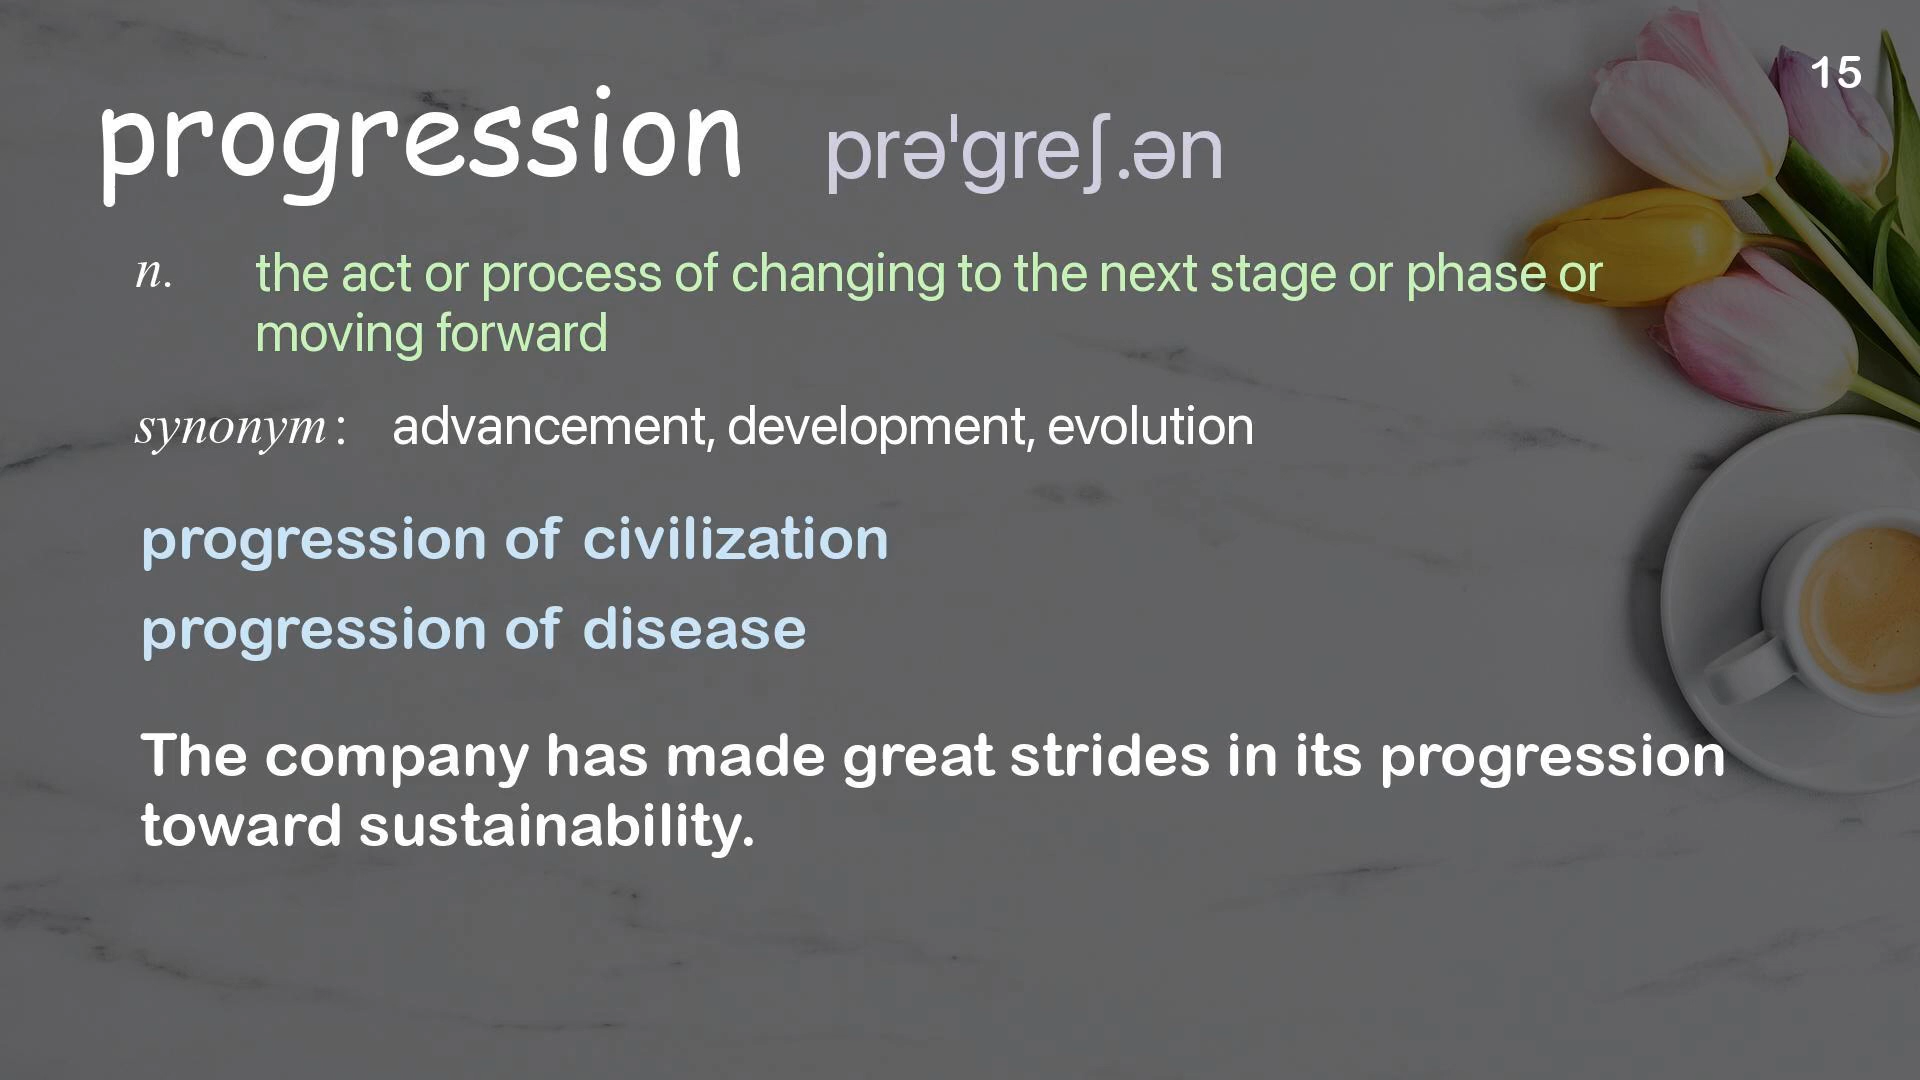 15
progression prəˈgreʃ.ən
n. the act or process of changing to the next stage or phase or
moving forward
synonym: advancement, development, evolution
progression of civilization
progression of disease
The company has made great strides in its progression
toward sustainability.